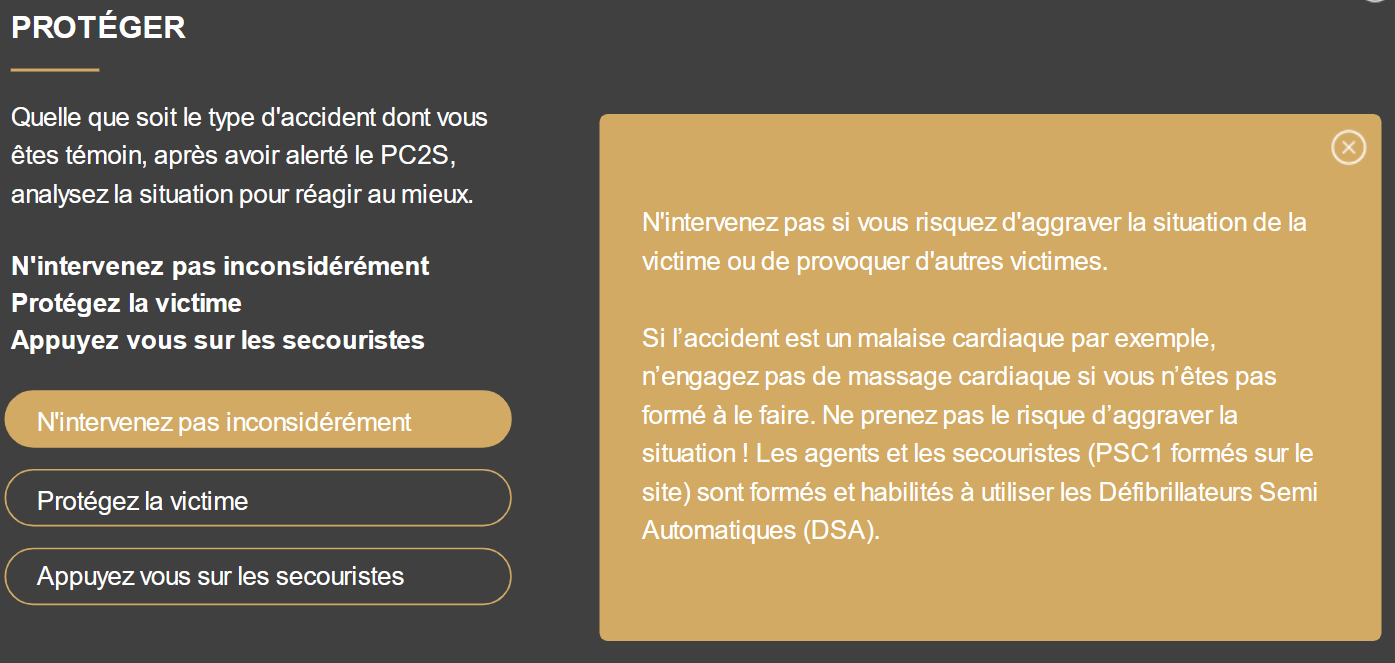 PROTÉGER
Quelle que soit le type d'accident dont vous
êtes témoin, après avoir alerté le PC2S,
analysez la situation pour réagir au mieux.
N'intervenez pas inconsidérément
Protégez la victime
Appuyez vous sur les secouristes
N'intervenez pas inconsidérément
Protégez la victime
Appuyez vous sur les secouristes
N'intervenez pas si vous risquez d'aggraver la situation de la
victime ou de provoquer d'autres victimes.
Si l’accident est un malaise cardiaque par exemple,
n’engagez pas de massage cardiaque si vous n’êtes pas
formé à le faire. Ne prenez pas le risque d’aggraver la
situation ! Les agents et les secouristes (PSC1 formés sur le
site) sont formés et habilités à utiliser les Défibrillateurs Semi
Automatiques (DSA).